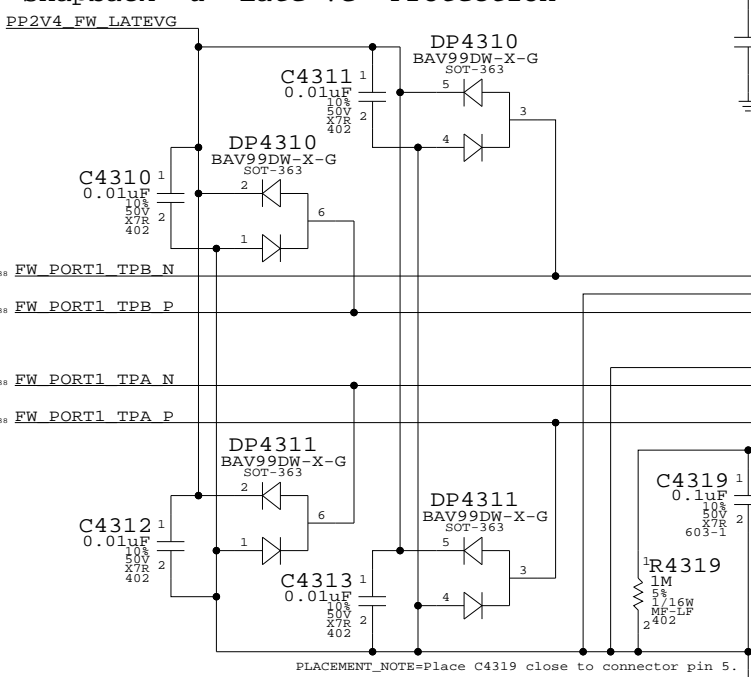 PP2V4_FW_LATEVG
DP4310
BAV99DW-X-G
SOT-363
5
4
3
C4311
1
0.01uF
10%
50V
X7R
402
2
DP4310
BAV99DW-X-G
SOT-363
2
1
6
C4310
1
0.01uF
10%
50V
X7R
402
2
FW_PORT1_TPB_N
FW_PORT1_TPB_P
FW_PORT1_TPA_N
FW_PORT1_TPA_P
DP4311
BAV99DW-X-G
SOT-363
2
1
6
C4312
1
0.01uF
10%
50V
X7R
402
2
DP4311
BAV99DW-X-G
SOT-363
5
4
3
C4313
1
0.01uF
10%
50V
X7R
402
2
C4319
1
0.1uF
10%
50V
X7R
603-1
2
1
R4319
1M
5%
1/16W
MF-LF
402
2
PLACEMENT_NOTE=Place C4319 close to connector pin 5.